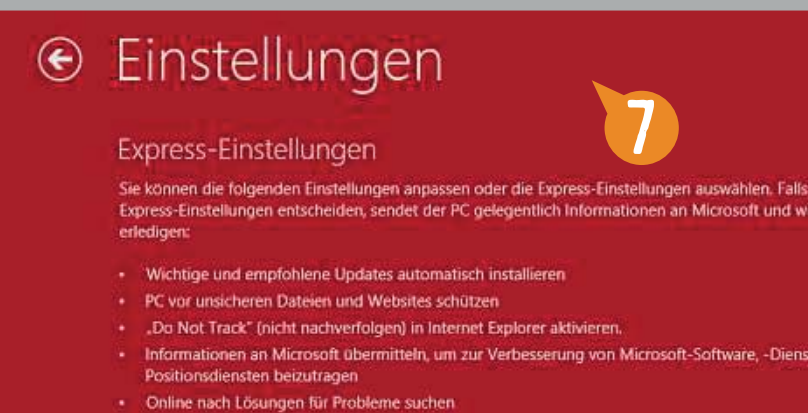 Einstellungen
7
Express-Einstellungen
Sie können die folgenden Einstellungen anpassen oder die Express-Einstellungen auswählen. Falls
Express-Einstellungen entscheiden, sendet der PC gelegentlich Informationen an Microsoft und w
erledigen:
• Wichtige und empfohlene Updates automatisch installieren
• PC vor unsicheren Dateien und Websites schützen
• „Do Not Track" (nicht nachverfolgen) in Internet Explorer aktivieren.
• Informationen an Microsoft übermitteln, um zur Verbesserung von Microsoft-Software, -Diens
Positionsdiensten beizutragen
• Online nach Lösungen für Probleme suchen